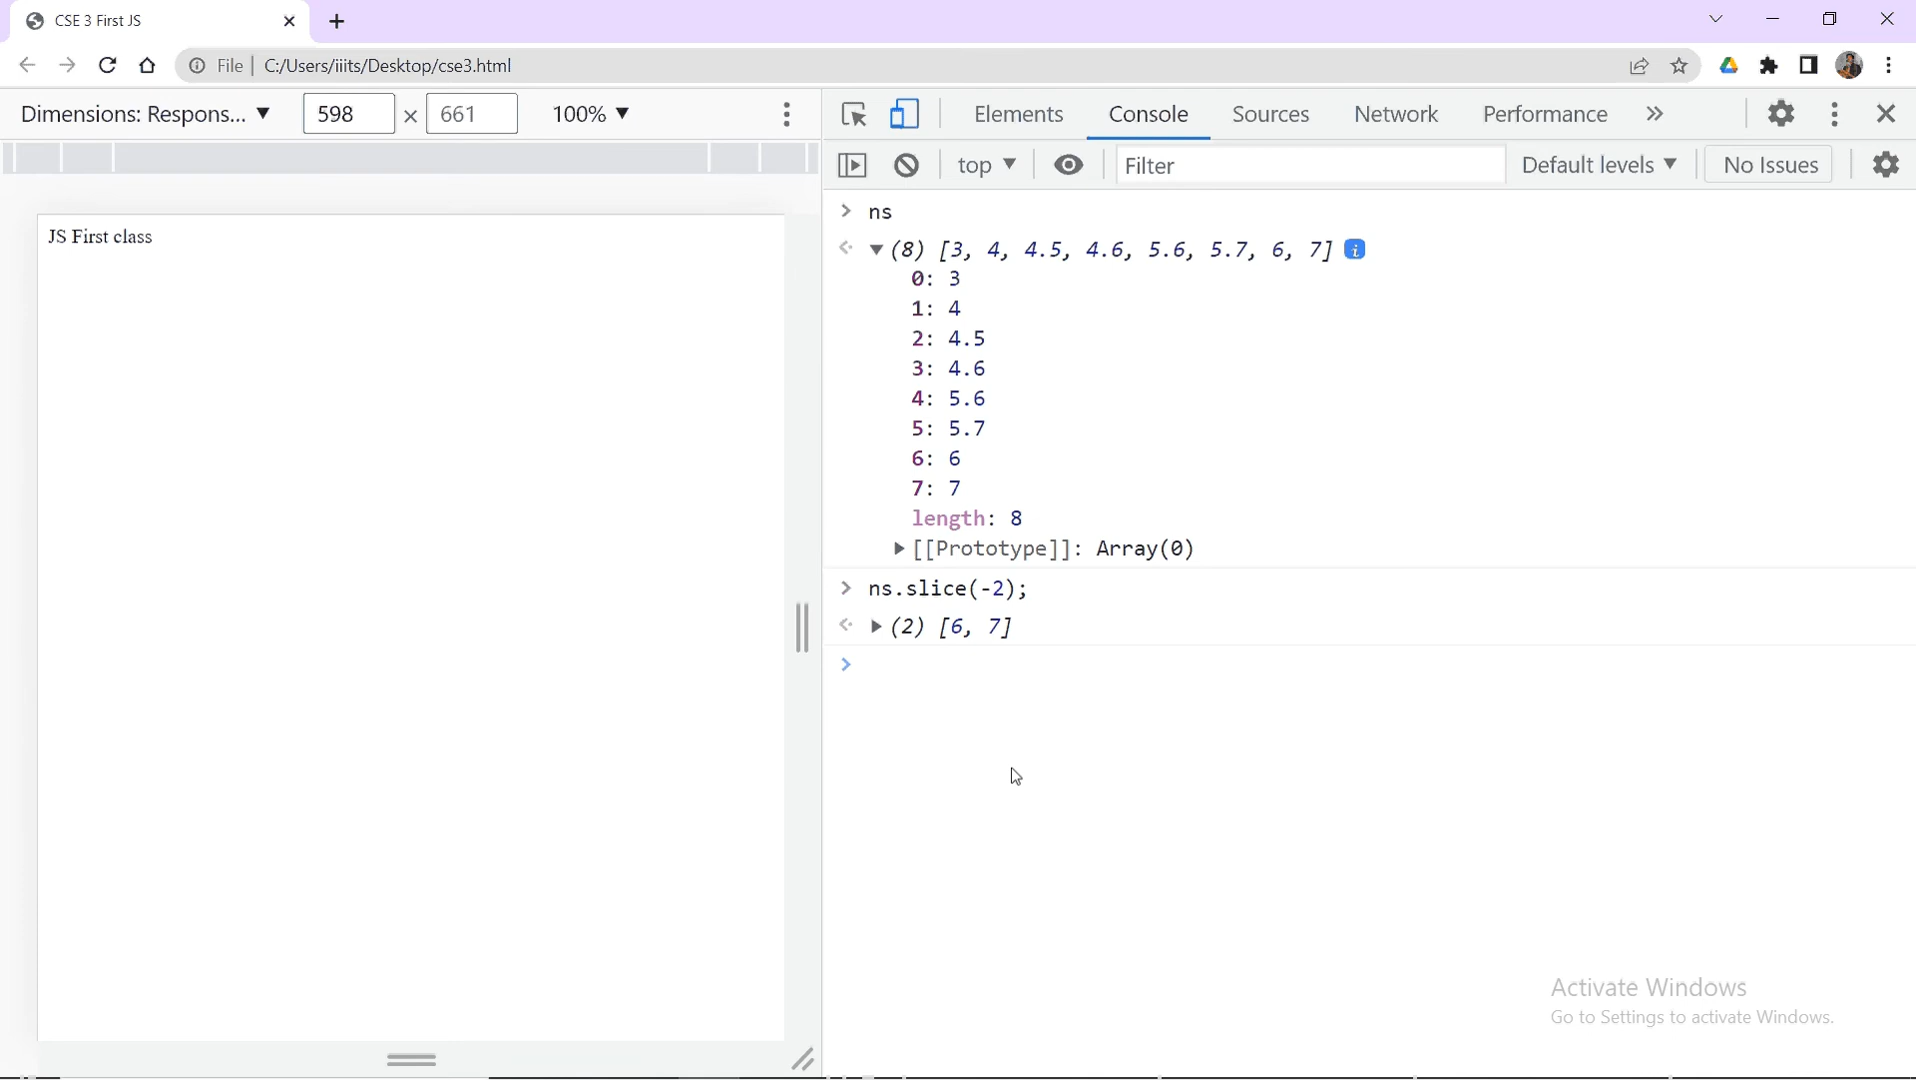 CSE 3 First JS
File | C:/Users/iiits/Desktop/cse3.html
Dimensions: Respons... 598 × 661 100%
Elements Console Sources Network Performance
top Filter Default levels No Issues
JS First class
> ns
(8) [3, 4, 4.5, 4.6, 5.6, 5.7, 6, 7]
0: 3
1: 4
2: 4.5
3: 4.6
4: 5.6
5: 5.7
6: 6
7: 7
length: 8
[[Prototype]]: Array(0)
> ns.slice(-2);
(2) [6, 7]
>
Activate Windows
Go to Settings to activate Windows.